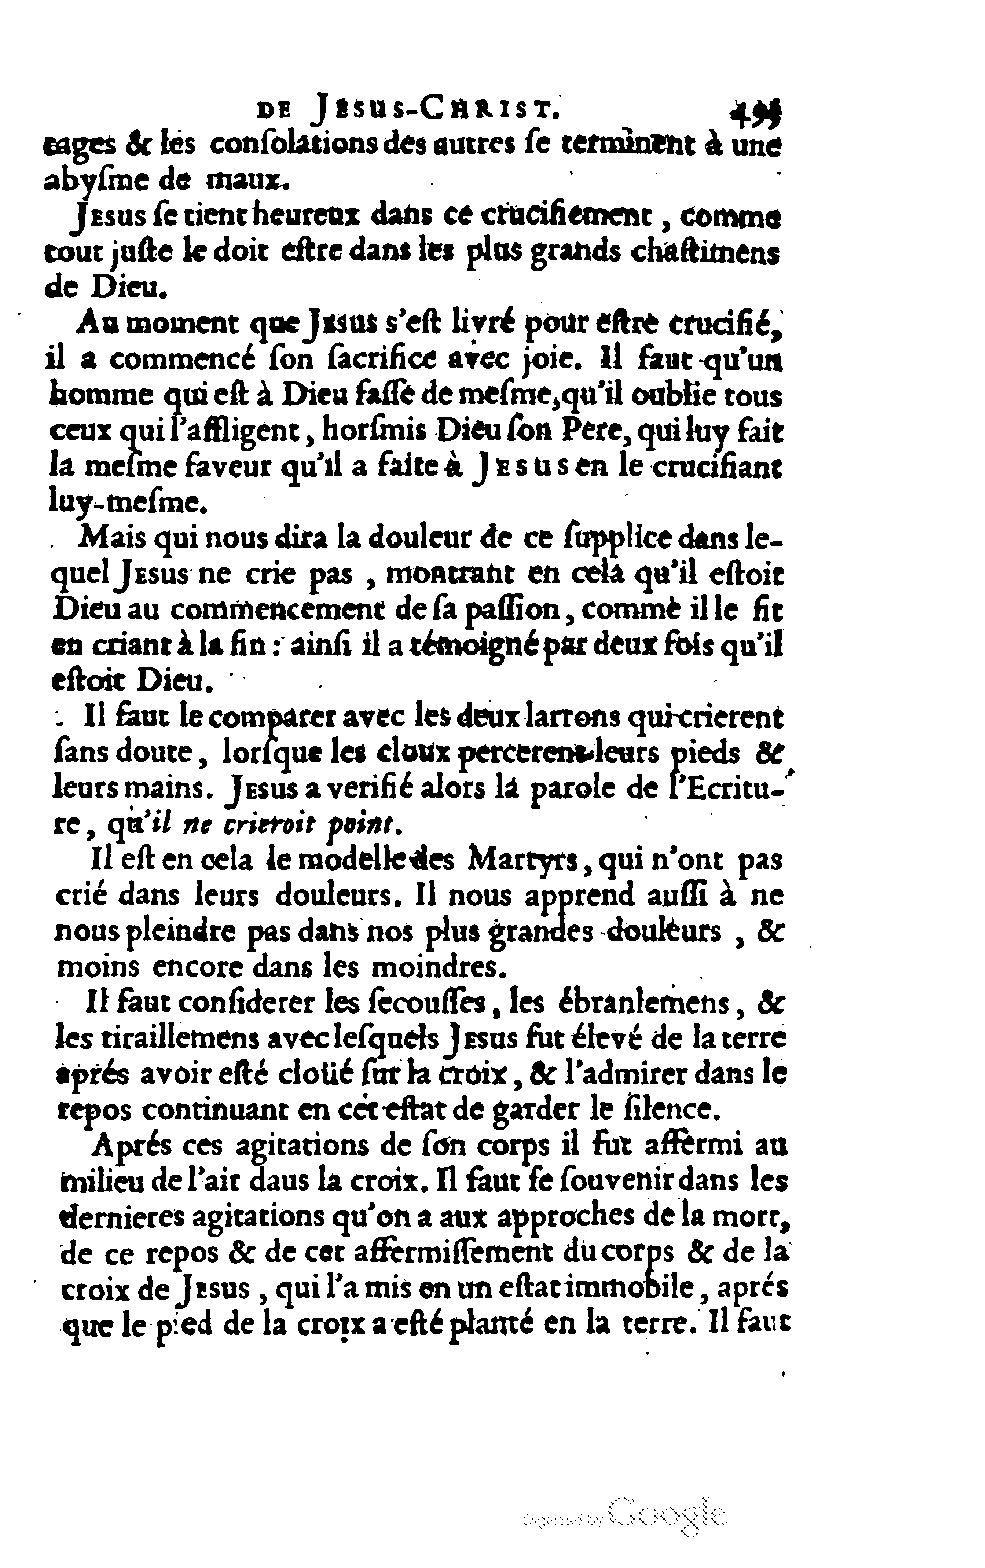 DE JESUS-CHRIST. 495
tages & les conſolations des autres ſe terminent à une
abyſme de maux.
JESUS ſe tient heureux dans ce crucifiement, comme
tout juſte le doit eſtre dans les plus grands chaſtimens
de Dieu.
Au moment que JESUS s'eſt livré pour eſtre crucifié,
il a commencé ſon ſacrifice avec joie. Il faut qu'un
homme qui eſt à Dieu faſſe de meſme, qu'il oublie tous
ceux qui l'affligent, horſmis Dieu ſon Pere, qui luy fait
la meſme faveur qu'il a faite à JESUS en le crucifiant
luy-meſme.
Mais qui nous dira la douleur de ce ſupplice dans le-
quel JESUS ne crie pas, montrant en cela qu'il eſtoit
Dieu au commencement de ſa paſſion, comme il le fit
en criant à la fin : ainſi il a témoigné par deux fois qu'il
eſtoit Dieu.
Il faut le comparer avec les deux larrons qui crierent
ſans doute, lorſque les cloux percerent leurs pieds &
leurs mains. JESUS a verifié alors la parole de l'Ecritu-
re, qu'il ne crieroit point.
Il eſt en cela le modelle des Martyrs, qui n'ont pas
crié dans leurs douleurs. Il nous apprend auſſi à ne
nous pleindre pas dans nos plus grandes douleurs, &
moins encore dans les moindres.
Il faut conſiderer les ſecouſſes, les ébranlemens, &
les tiraillemens avec leſquels JESUS fut élevé de la terre
aprés avoir eſté cloüé ſur la croix, & l'admirer dans le
repos continuant en cét eſtat de garder le ſilence.
Aprés ces agitations de ſon corps il fut affermi au
milieu de l'air daus la croix. Il faut ſe ſouvenir dans les
dernieres agitations qu'on a aux approches de la mort,
de ce repos & de cet affermiſſement du corps & de la
croix de JESUS, qui l'a mis en un eſtat immobile, aprés
que le pied de la croix a eſté planté en la terre. Il faut
Digitized by Google